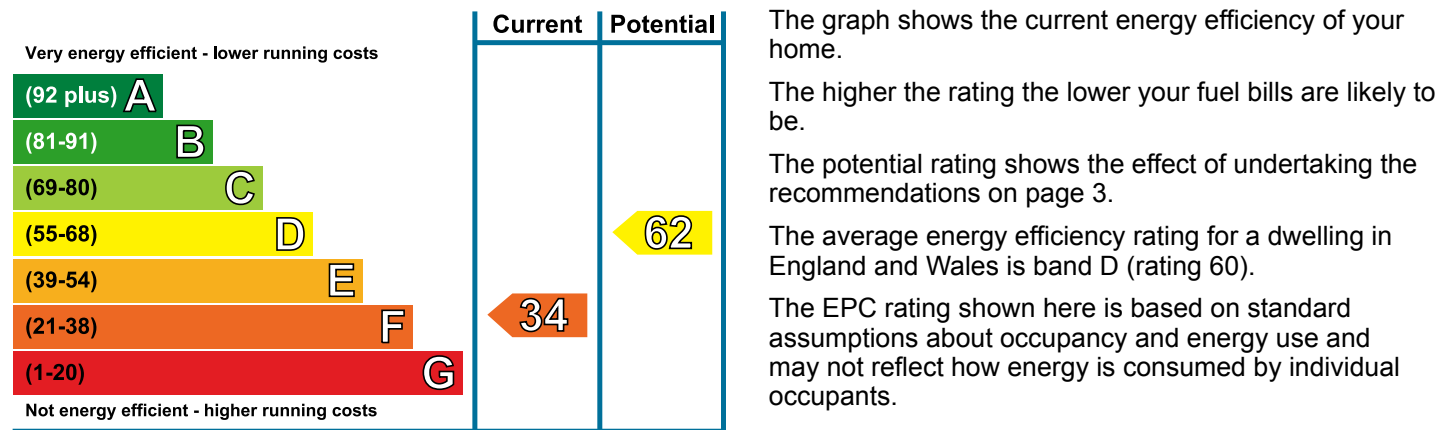 Current Potential
Very energy efficient - lower running costs
(92 plus) A
(81-91) B
(69-80) C
(55-68) D
62
(39-54) E
(21-38) F
34
(1-20) G
Not energy efficient - higher running costs
The graph shows the current energy efficiency of your
home.
The higher the rating the lower your fuel bills are likely to
be.
The potential rating shows the effect of undertaking the
recommendations on page 3.
The average energy efficiency rating for a dwelling in
England and Wales is band D (rating 60).
The EPC rating shown here is based on standard
assumptions about occupancy and energy use and
may not reflect how energy is consumed by individual
occupants.